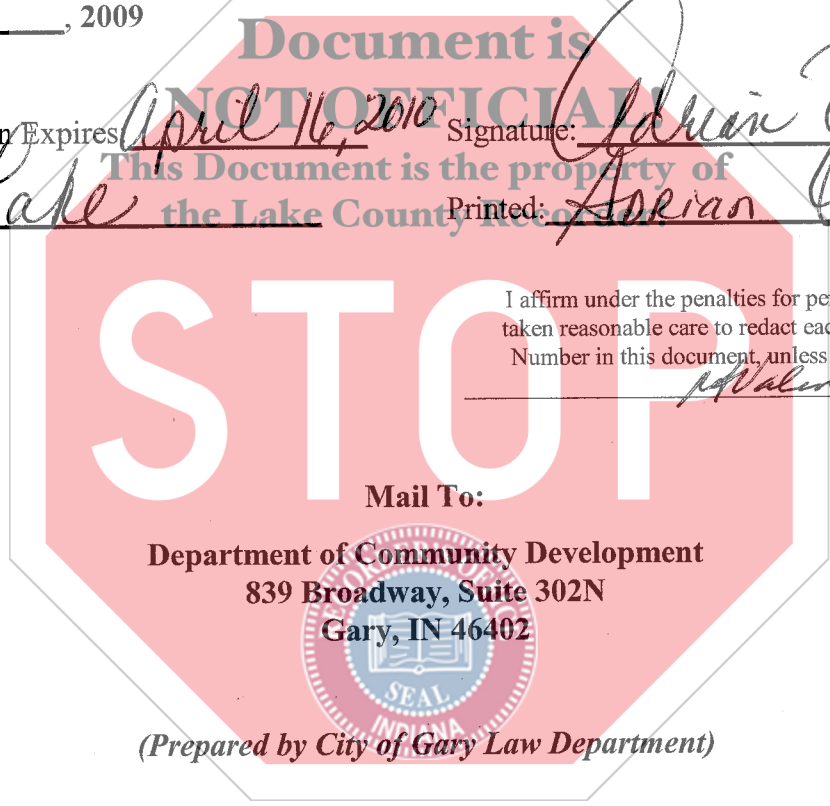 , 2009
Document is
NOT OFFICIAL!
n Expires April 16, 2010 Signature: Adrian
This Document is the property of
ake
the Lake County Recorder!
Printed: Adrian
I affirm under the penalties for pe
taken reasonable care to redact eac
Number in this document, unless
STOP
Mail To:
Department of Community Development
839 Broadway, Suite 302N
Gary, IN 46402
SEAL
INDIANA
(Prepared by City of Gary Law Department)